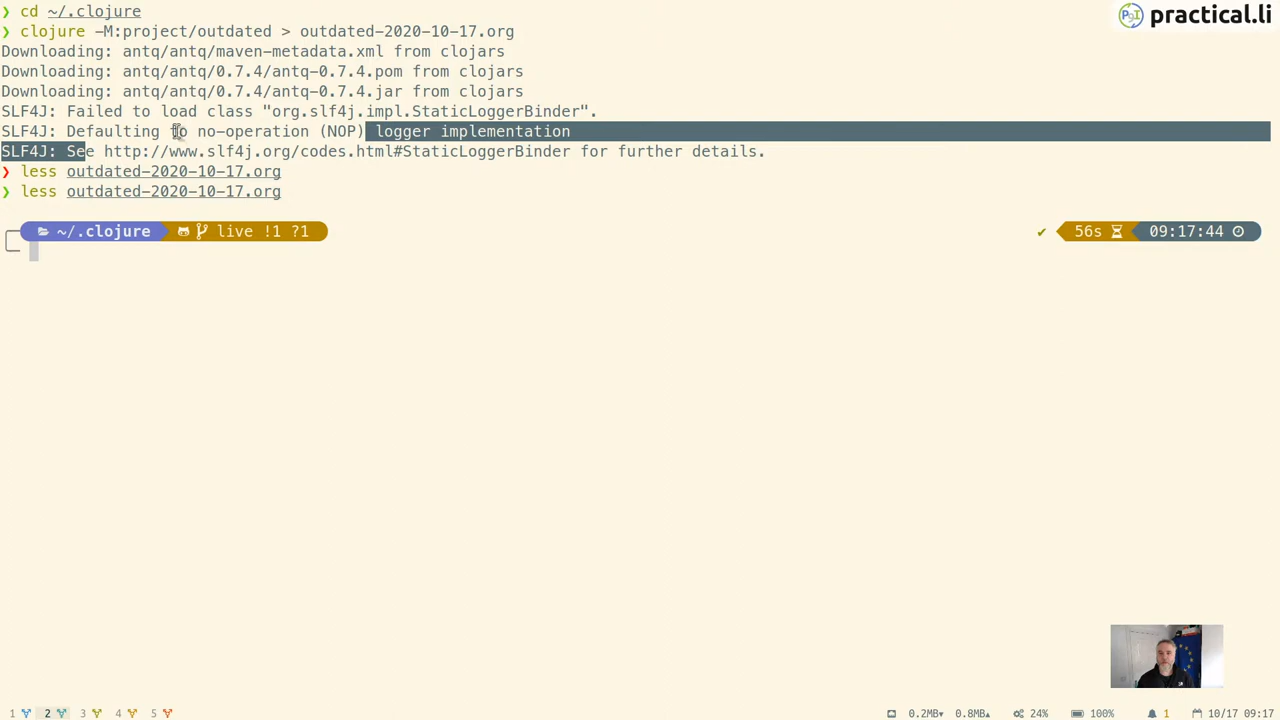 ❯ cd ~/.clojure
practical.li
❯ clojure -M:project/outdated > outdated-2020-10-17.org
Downloading: antq/antq/maven-metadata.xml from clojars
Downloading: antq/antq/0.7.4/antq-0.7.4.pom from clojars
Downloading: antq/antq/0.7.4/antq-0.7.4.jar from clojars
SLF4J: Failed to load class "org.slf4j.impl.StaticLoggerBinder".
SLF4J: Defaulting to no-operation (NOP) logger implementation
SLF4J: See http://www.slf4j.org/codes.html#StaticLoggerBinder for further details.
❯ less outdated-2020-10-17.org
❯ less outdated-2020-10-17.org
~/.clojure live !1 ?1 ✔ 56s 09:17:44
1 2 3 4 5 0.2MB▾ 0.8MB▴ 24% 100% 1 10/17 09:17